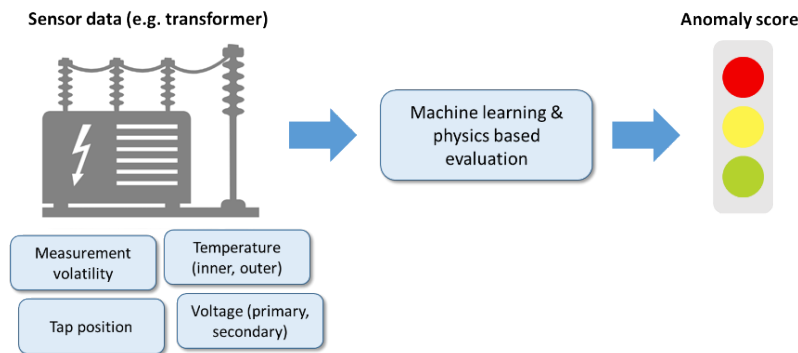 Sensor data (e.g. transformer)
Anomaly score
Machine learning &
physics based
evaluation
Measurement
volatility
Temperature
(inner, outer)
Tap position
Voltage (primary,
secondary)